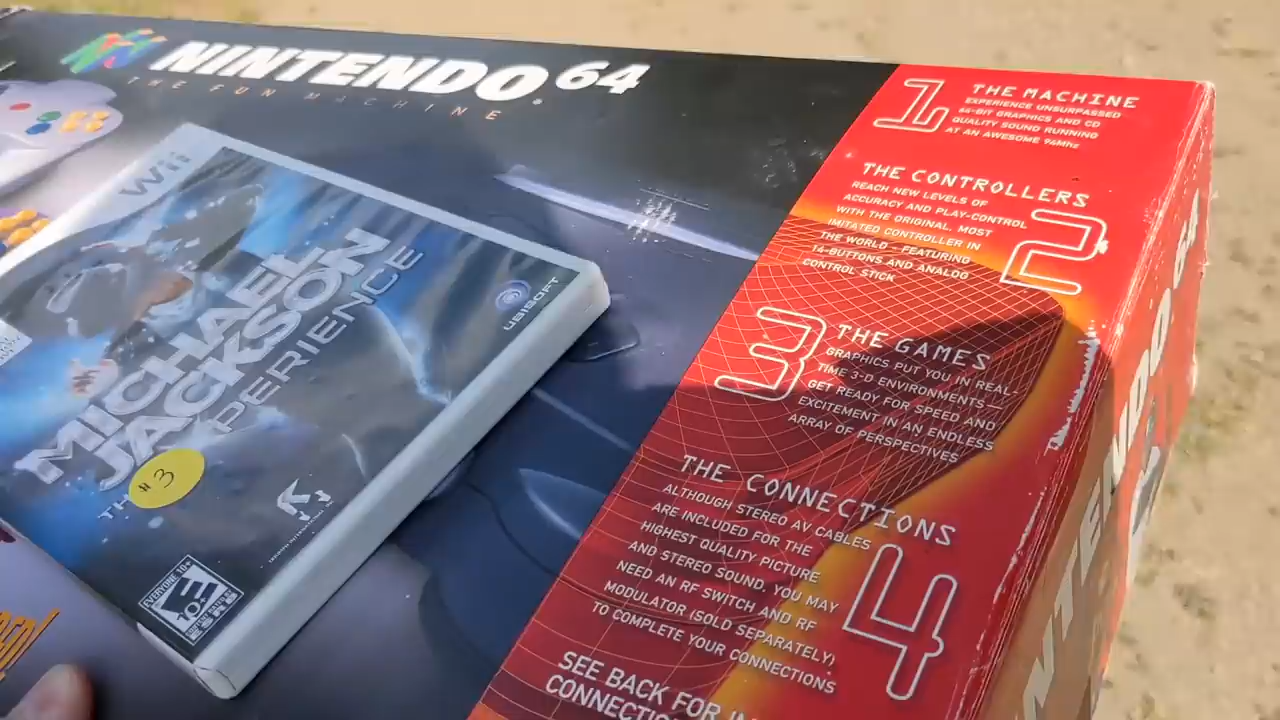 NINTENDO 64
THE FUN MACHINE
Wii
MICHAEL
JACKSON
TH PERIENCE
#3
UBISOFT
EVERYONE 10+
E
10+
ESRB
1
THE MACHINE
EXPERIENCE UNSURPASSED
64-BIT GRAPHICS AND CD
QUALITY SOUND RUNNING
AT AN AWESOME 94Mhz
2
THE CONTROLLERS
REACH NEW LEVELS OF
ACCURACY AND PLAY-CONTROL
WITH THE ORIGINAL. MOST
IMITATED CONTROLLER IN
THE WORLD—FEATURING
14-BUTTONS AND ANALOG
CONTROL STICK
3
THE GAMES
GRAPHICS PUT YOU IN REAL-
TIME 3-D ENVIRONMENTS—
GET READY FOR SPEED AND
EXCITEMENT IN AN ENDLESS
ARRAY OF PERSPECTIVES
4
THE CONNECTIONS
ALTHOUGH STEREO AV CABLES
ARE INCLUDED FOR THE
HIGHEST QUALITY PICTURE
AND STEREO SOUND. YOU MAY
NEED AN RF SWITCH AND RF
MODULATOR (SOLD SEPARATELY)
TO COMPLETE YOUR CONNECTIONS
SEE BACK FOR
NINTENDO 64